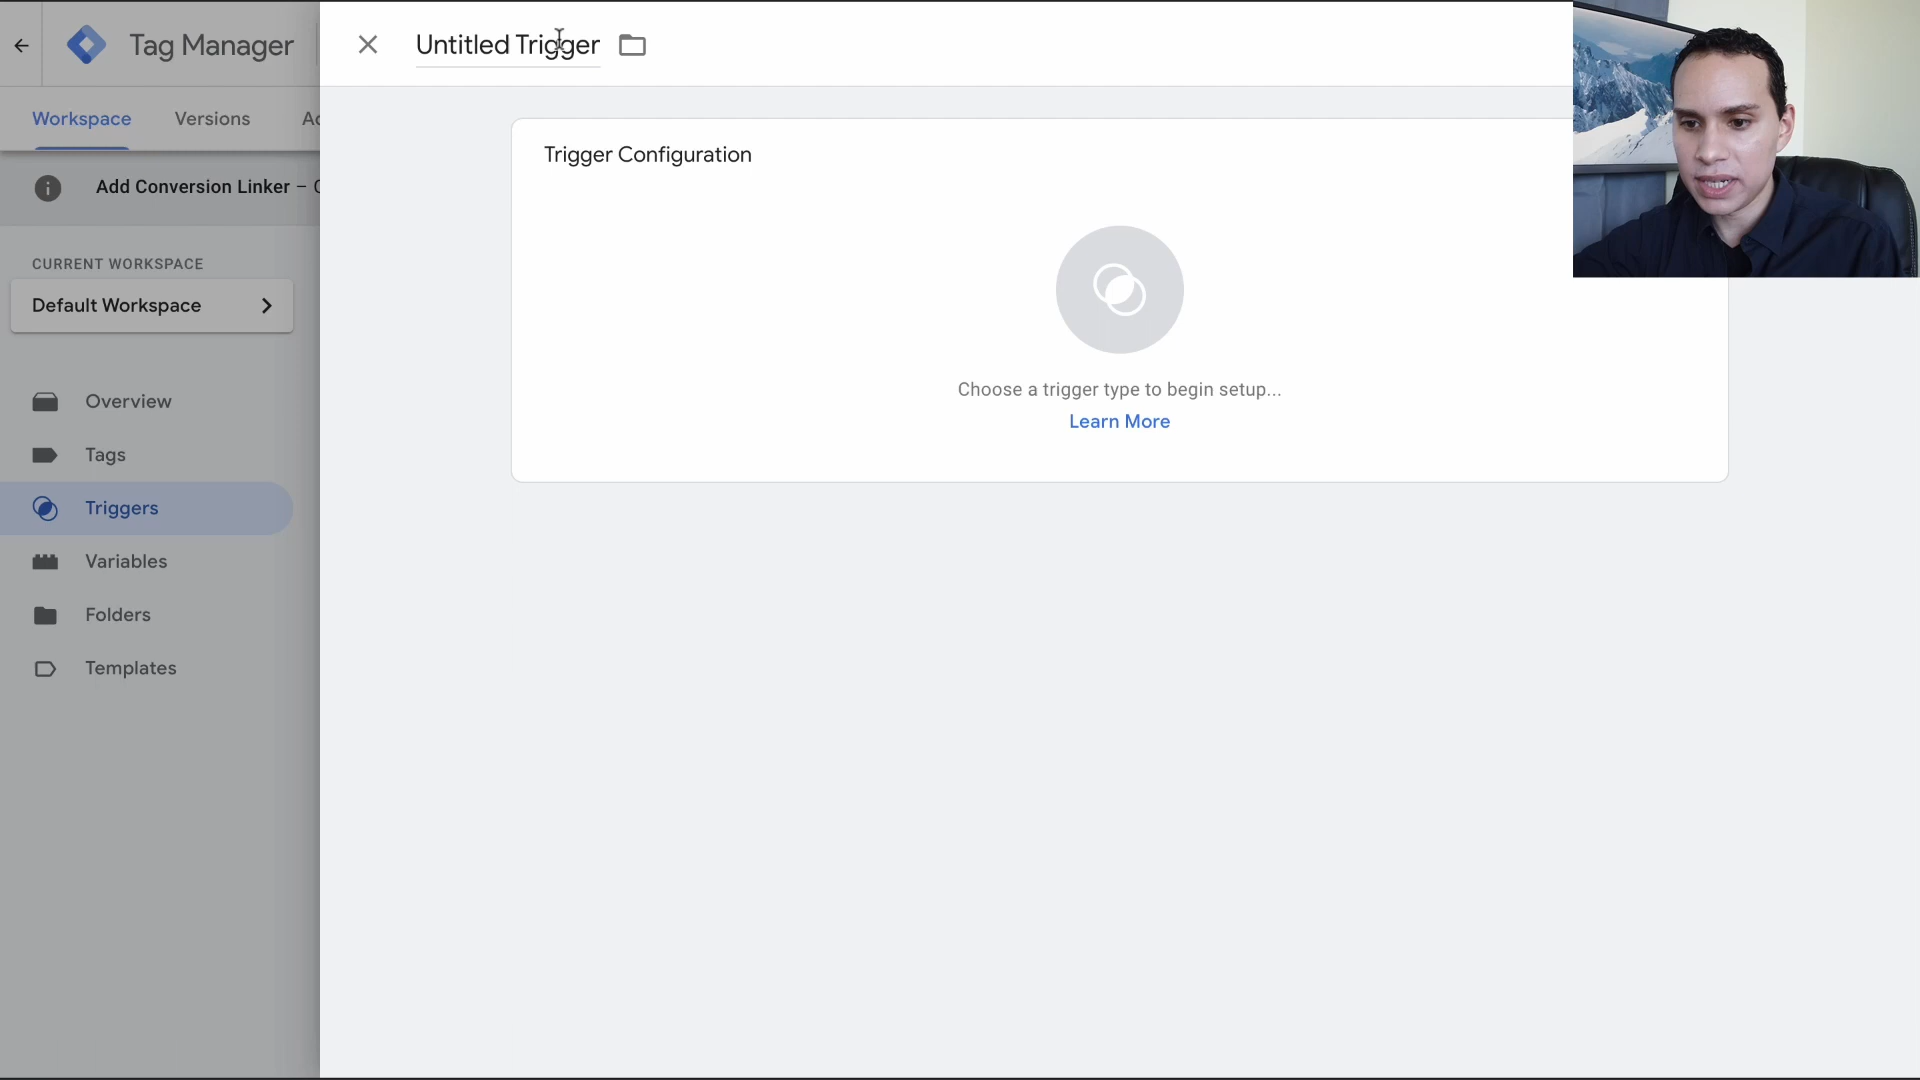 Tag Manager
Untitled Trigger
Workspace
Versions
Add Conversion Linker –
CURRENT WORKSPACE
Default Workspace
Overview
Tags
Triggers
Variables
Folders
Templates
Trigger Configuration
Choose a trigger type to begin setup...
Learn More